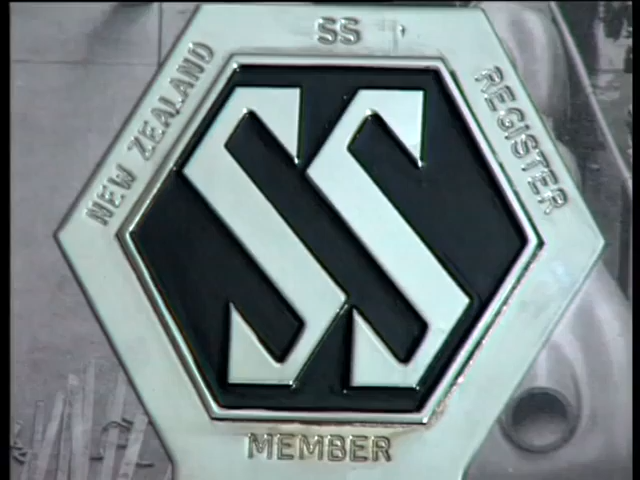 SS
NEW ZEALAND
REGISTER
SS
MEMBER